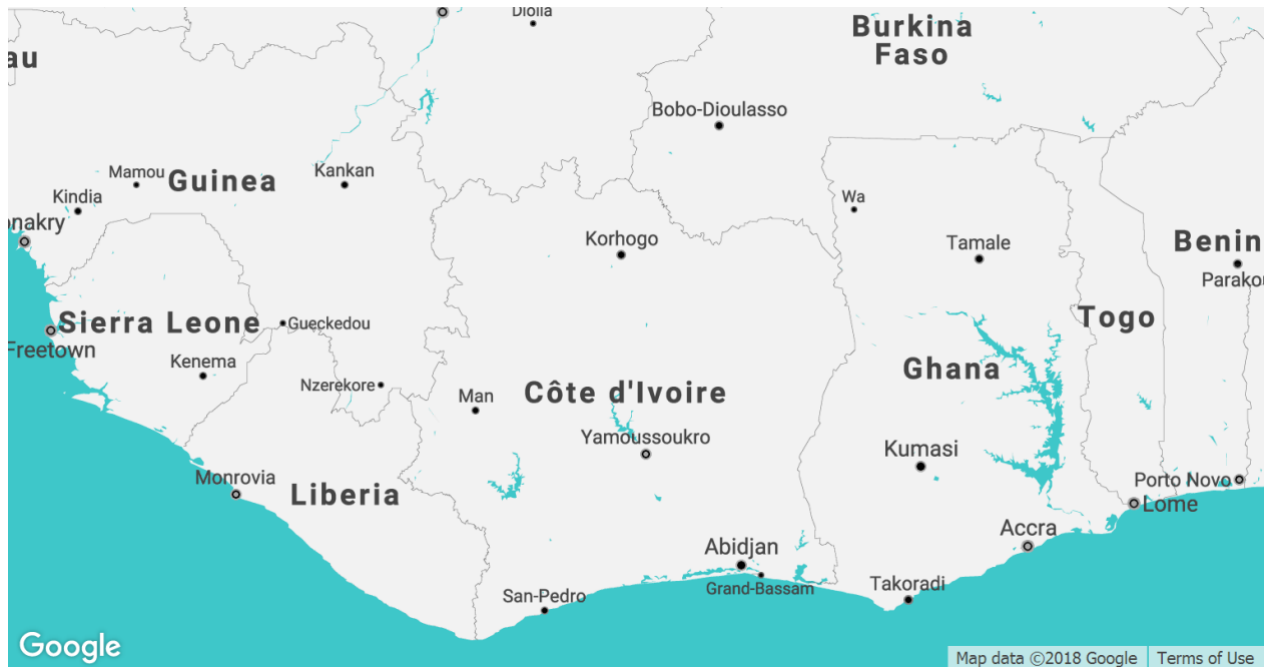 Diolla
Burkina
Faso
au
Bobo-Dioulasso
Mamou
Guinea
Kankan
Kindia
Wa
onakry
Korhogo
Tamale
Benin
Parakou
Sierra Leone
Gueckedou
Togo
Freetown
Kenema
Nzerekore
Man
Côte d'Ivoire
Ghana
Yamoussoukro
Kumasi
Monrovia
Liberia
Porto Novo
Lome
Accra
Abidjan
Grand-Bassam
Takoradi
San-Pedro
Google
Map data ©2018 Google
Terms of Use